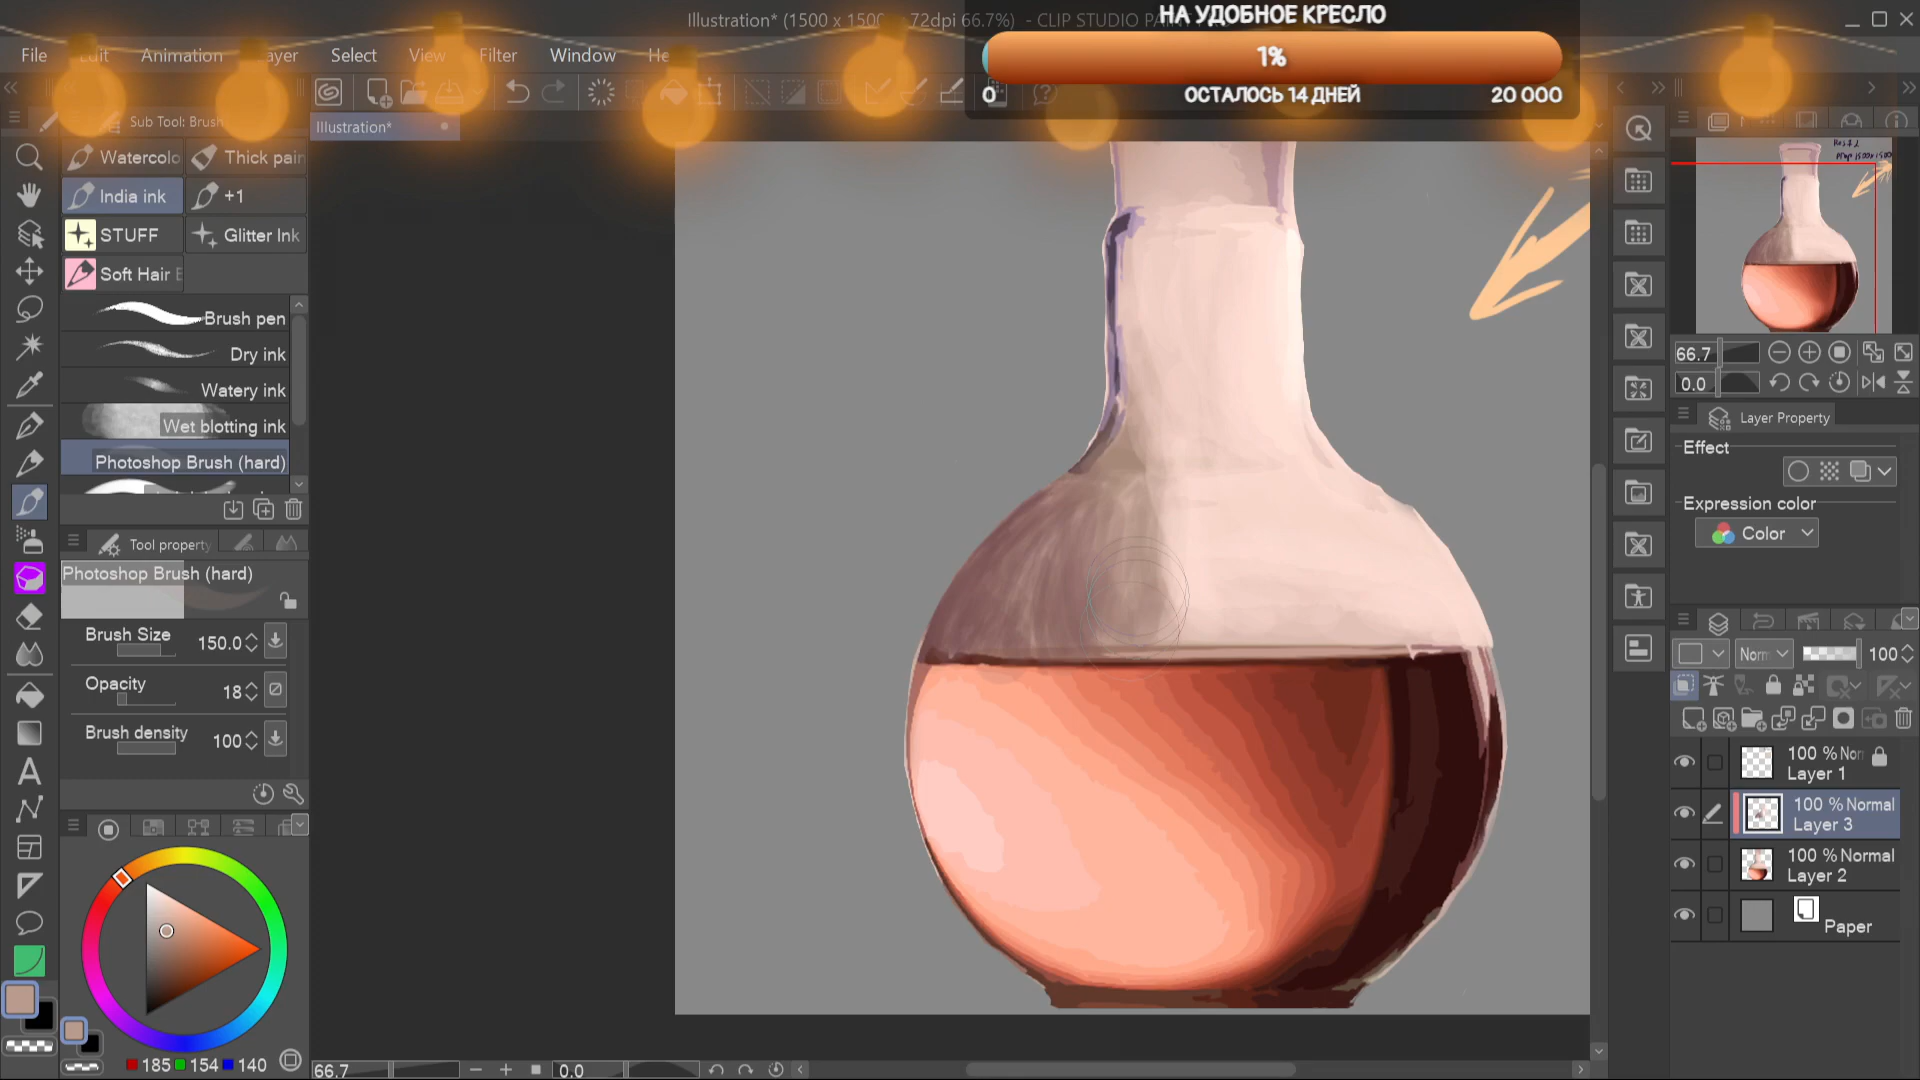 Illustration* (1500 x 1500 72dpi 66.7%) - CLIP STUDIO
НА УДОБНОЕ КРЕСЛО
1%
0 ОСТАЛОСЬ 14 ДНЕЙ 20 000
File Edit Animation Layer Select View Filter Window
Sub Tool: Brush
Illustration*
Watercolo
Thick pain
India ink
+1
STUFF
Glitter Ink
Soft Hair
Brush pen
Dry ink
Watery ink
Wet blotting ink
Photoshop Brush (hard)
Tool property
Photoshop Brush (hard)
Brush Size 150.0
Opacity 18
Brush density 100
185 154 140
66.7 0.0
66.7
0.0
Layer Property
Effect
Expression color
Color
Norm 100
100 % Nor
Layer 1
100 % Normal
Layer 3
100 % Normal
Layer 2
Paper